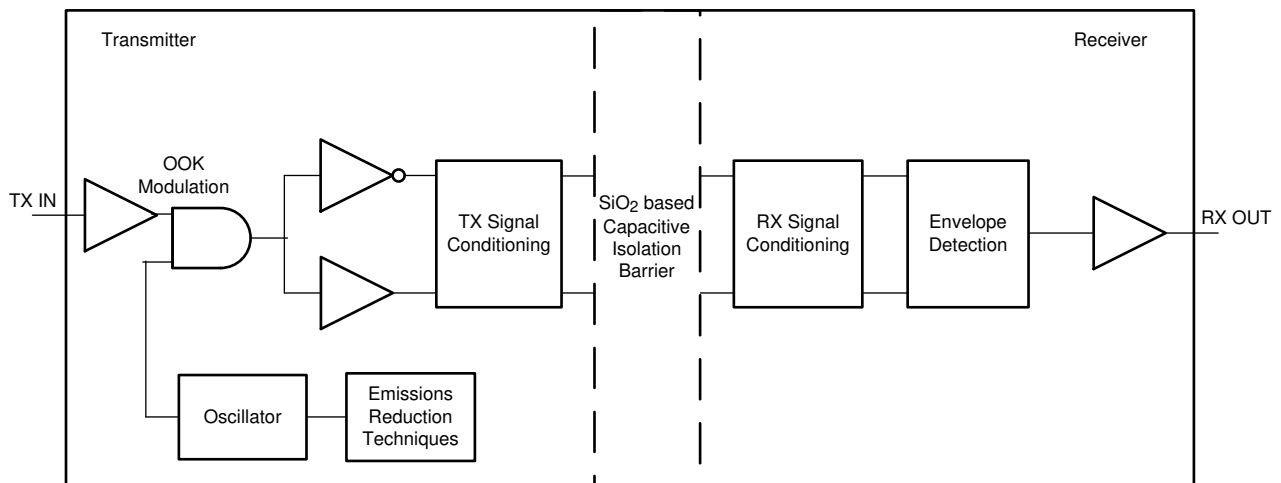 Transmitter
Receiver
OOK
Modulation
TX IN
TX Signal
Conditioning
SiO2 based
Capacitive
Isolation
Barrier
RX Signal
Conditioning
Envelope
Detection
RX OUT
Oscillator
Emissions
Reduction
Techniques